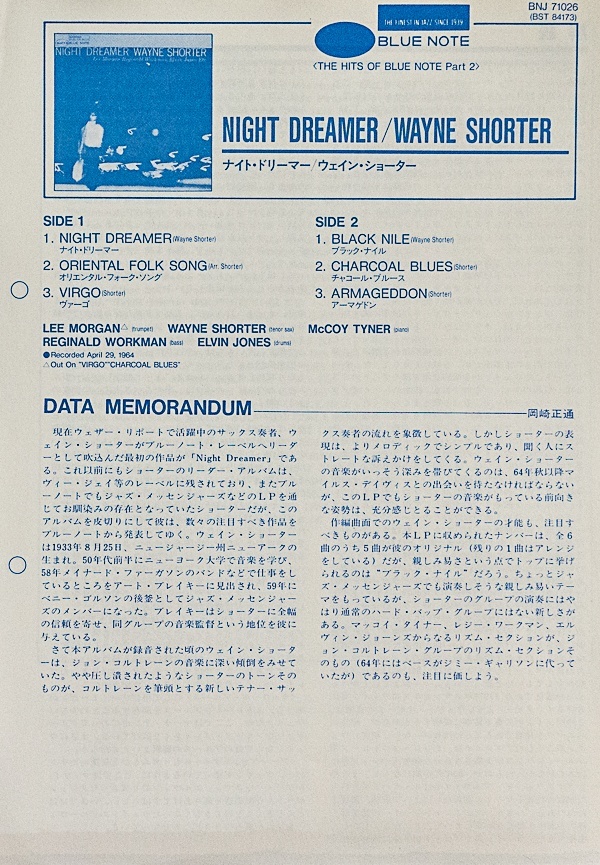 BNJ 71026
(BST 84173)
THE FINEST IN JAZZ SINCE 1939
BLUE NOTE
〈THE HITS OF BLUE NOTE Part 2〉
NIGHT DREAMER WAYNE SHORTER
NIGHT DREAMER/WAYNE SHORTER
ナイト・ドリーマー/ウェイン・ショーター
SIDE 1
1. NIGHT DREAMER (Wayne Shorter)
ナイト・ドリーマー
2. ORIENTAL FOLK SONG (Arr. Shorter)
オリエンタル・フォーク・ソング
3. VIRGO (Shorter)
ヴァーゴ
SIDE 2
1. BLACK NILE (Wayne Shorter)
ブラック・ナイル
2. CHARCOAL BLUES (Shorter)
チャコール・ブルース
3. ARMAGEDDON (Shorter)
アーマゲドン
LEE MORGAN△ (trumpet) WAYNE SHORTER (tenor sax) McCOY TYNER (piano)
REGINALD WORKMAN (bass) ELVIN JONES (drums)
●Recorded April 29, 1964
△Out On "VIRGO" "CHARCOAL BLUES"
DATA MEMORANDUM
岡崎正通
現在ウェザー・リポートで活躍中のサックス奏者、ウ
ェイン・ショーターがブルーノート・レーベルへリーダ
ーとして吹込んだ最初の作品が「Night Dreamer」であ
る。これ以前にもショーターのリーダー・アルバムは、
ヴィー・ジェイ等のレーベルに残されており、またブル
ーノートでもジャズ・メッセンジャーズなどのLPを通
じてお馴染みの存在となっていたショーターだが、この
アルバムを皮切りにして彼は、数々の注目すべき作品を
ブルーノートから発表してゆく。ウェイン・ショーター
は1933年8月25日、ニュージャージー州ニューアークの
生まれ。50年代前半にニューヨーク大学で音楽を学び、
58年メイナード・ファーガソンのバンドなどで仕事をし
ているところをアート・ブレイキーに見出され、59年に
ベニー・ゴルソンの後釜としてジャズ・メッセンジャー
ズのメンバーになった。ブレイキーはショーターに全幅
の信頼を寄せ、同グループの音楽監督という地位を彼に
与えている。
さて本アルバムが録音された頃のウェイン・ショータ
ーは、ジョン・コルトレーンの音楽に深い傾倒をみせて
いた。やや圧し潰されたようなショーターのトーンその
ものが、コルトレーンを筆頭とする新しいテナー・サッ
クス奏者の流れを象徴している。しかしショーターの表
現は、よりメロディックでシンプルであり、聞く人にス
トレートな訴えかけをしてくる。ウェイン・ショーター
の音楽がいっそう深みを帯びてくるのは、64年秋以降マ
イルス・デイヴィスとの出会いを待たなければならない
が、このLPでもショーターの音楽がもっている前向き
な姿勢は、充分感じとることができる。
作編曲面でのウェイン・ショーターの才能も、注目す
べきものがある。本LPに収められたナンバーは、全6
曲のうち5曲が彼のオリジナル(残りの1曲はアレンジ
をしている)だが、親しみ易さという点でトップに挙げ
られるのは“ブラック・ナイル”だろう。ちょっとジャ
ズ・メッセンジャーズでも演奏しそうな親しみ易いテー
マをもっているが、ショーターのグループの演奏にはや
はり通常のハード・バップ・グループにはない新しさが
ある。マッコイ・タイナー、レジー・ワークマン、エル
ヴィン・ジョーンズからなるリズム・セクションが、ジ
ョン・コルトレーン・グループのリズム・セクションそ
のもの(64年にはベースがジミー・ギャリソンに代って
いたが)であるのも、注目に価しよう。